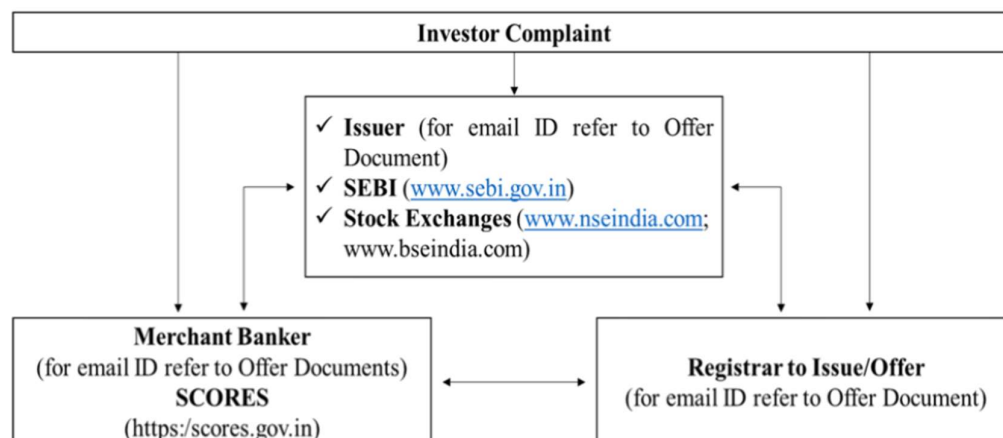 Investor Complaint
✓ Issuer (for email ID refer to Offer
Document)
✓ SEBI (www.sebi.gov.in)
✓ Stock Exchanges (www.nseindia.com;
www.bseindia.com)
Merchant Banker
(for email ID refer to Offer Documents)
SCORES
(https:/scores.gov.in)
Registrar to Issue/Offer
(for email ID refer to Offer Document)